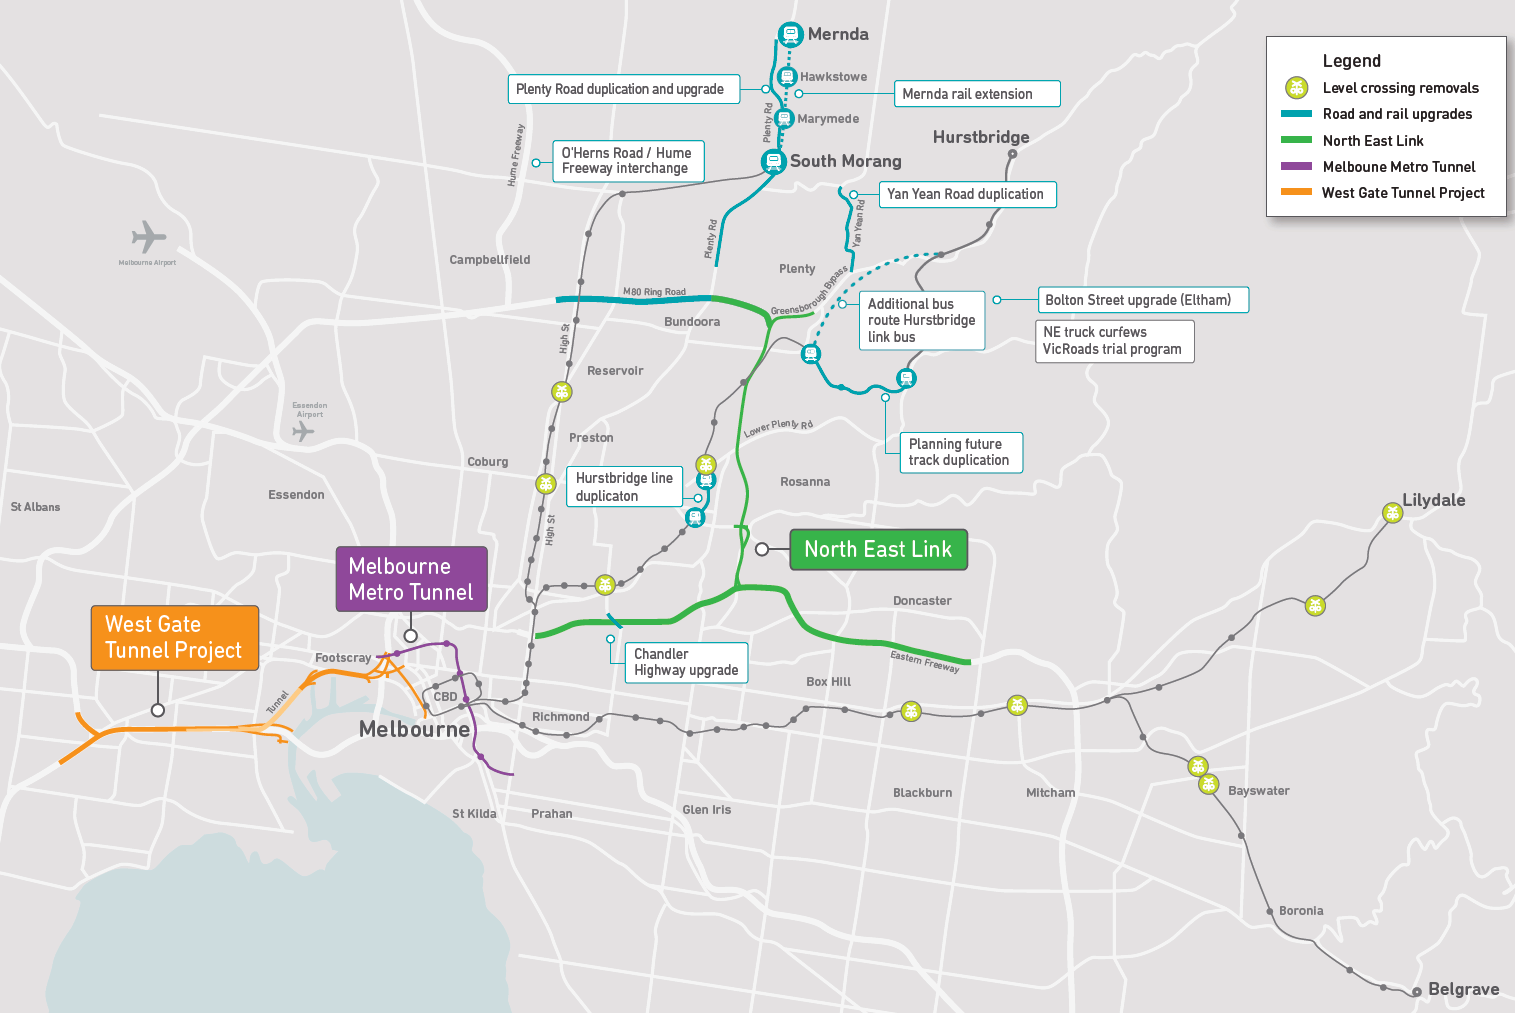 Mernda
Hawkstowe
Plenty Road duplication and upgrade
Mernda rail extension
Plenty Rd
Marymede
Hurstbridge
Hume Freeway
O'Herns Road / Hume
Freeway interchange
South Morang
Yan Yean Road duplication
Yan Yean Rd
Plenty Rd
Melbourne Airport
Campbellfield
Plenty
M80 Ring Road
Greensborough Bypass
Bundoora
Additional bus
route Hurstbridge
link bus
Bolton Street upgrade (Eltham)
NE truck curfews
VicRoads trial program
High St
Reservoir
Essendon
Airport
Preston
Lower Plenty Rd
Planning future
track duplication
Coburg
Hurstbridge line
duplicaton
Rosanna
Essendon
St Albans
Lilydale
High St
North East Link
Melbourne
Metro Tunnel
Doncaster
West Gate
Tunnel Project
Footscray
Chandler
Highway upgrade
Eastern Freeway
Box Hill
Tunnel
CBD
Richmond
Melbourne
Blackburn
Mitcham
Bayswater
St Kilda
Prahan
Glen Iris
Boronia
Belgrave
Legend
Level crossing removals
Road and rail upgrades
North East Link
Melboune Metro Tunnel
West Gate Tunnel Project